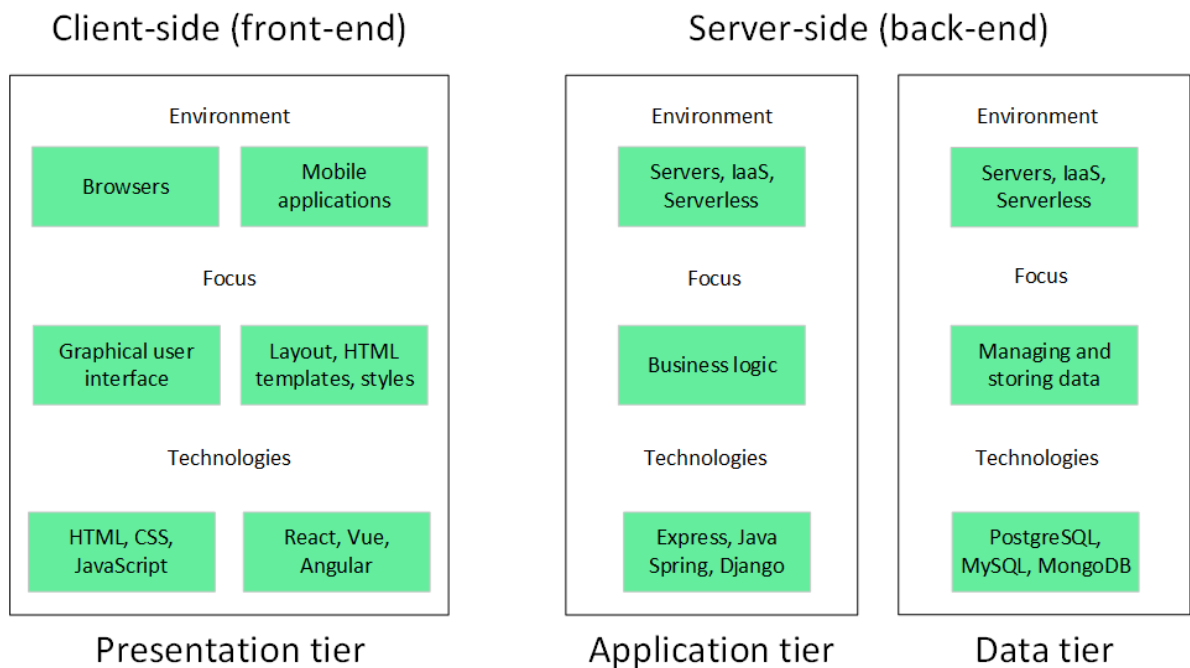 Client-side (front-end)
Server-side (back-end)
Environment
Browsers
Mobile
applications
Focus
Graphical user
interface
Layout, HTML
templates, styles
Technologies
HTML, CSS,
JavaScript
React, Vue,
Angular
Presentation tier
Environment
Servers, IaaS,
Serverless
Focus
Business logic
Technologies
Express, Java
Spring, Django
Application tier
Environment
Servers, IaaS,
Serverless
Focus
Managing and
storing data
Technologies
PostgreSQL,
MySQL, MongoDB
Data tier